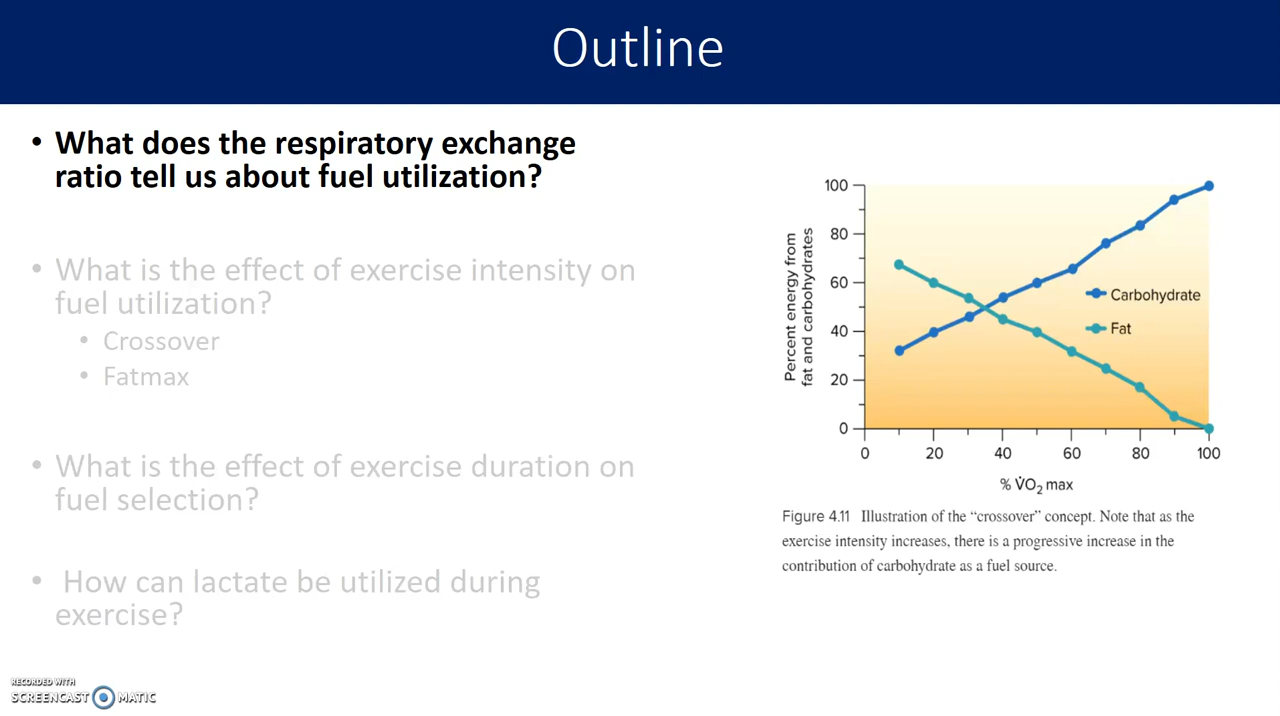 Outline
• What does the respiratory exchange
ratio tell us about fuel utilization?
• What is the effect of exercise intensity on
fuel utilization?
• Crossover
• Fatmax
• What is the effect of exercise duration on
fuel selection?
• How can lactate be utilized during
exercise?
Percent energy from
fat and carbohydrates
100
80
60
40
20
0
Carbohydrate
Fat
0 20 40 60 80 100
% V̇O₂ max
Figure 4.11 Illustration of the “crossover” concept. Note that as the
exercise intensity increases, there is a progressive increase in the
contribution of carbohydrate as a fuel source.
RECORDED WITH
SCREENCAST MATIC